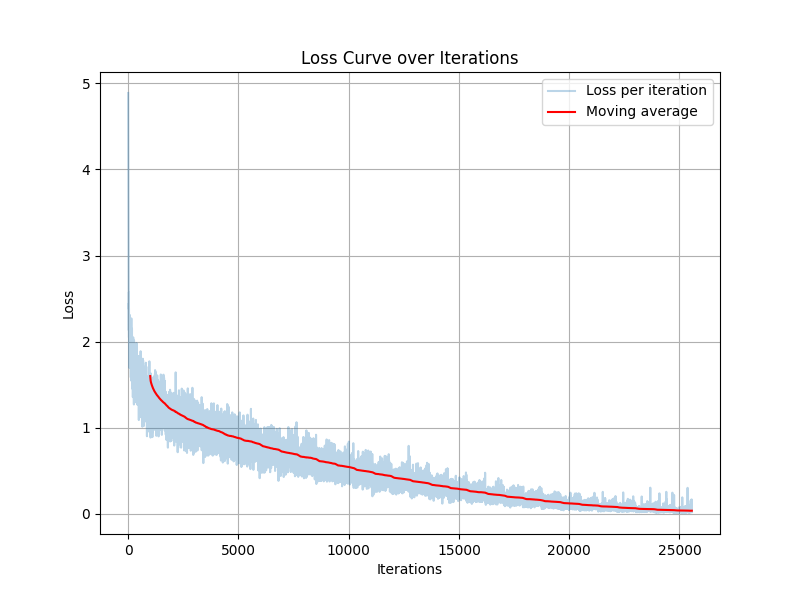 Loss Curve over Iterations
Loss per iteration
Moving average
5
4
3
2
1
0
Loss
0 5000 10000 15000 20000 25000
Iterations